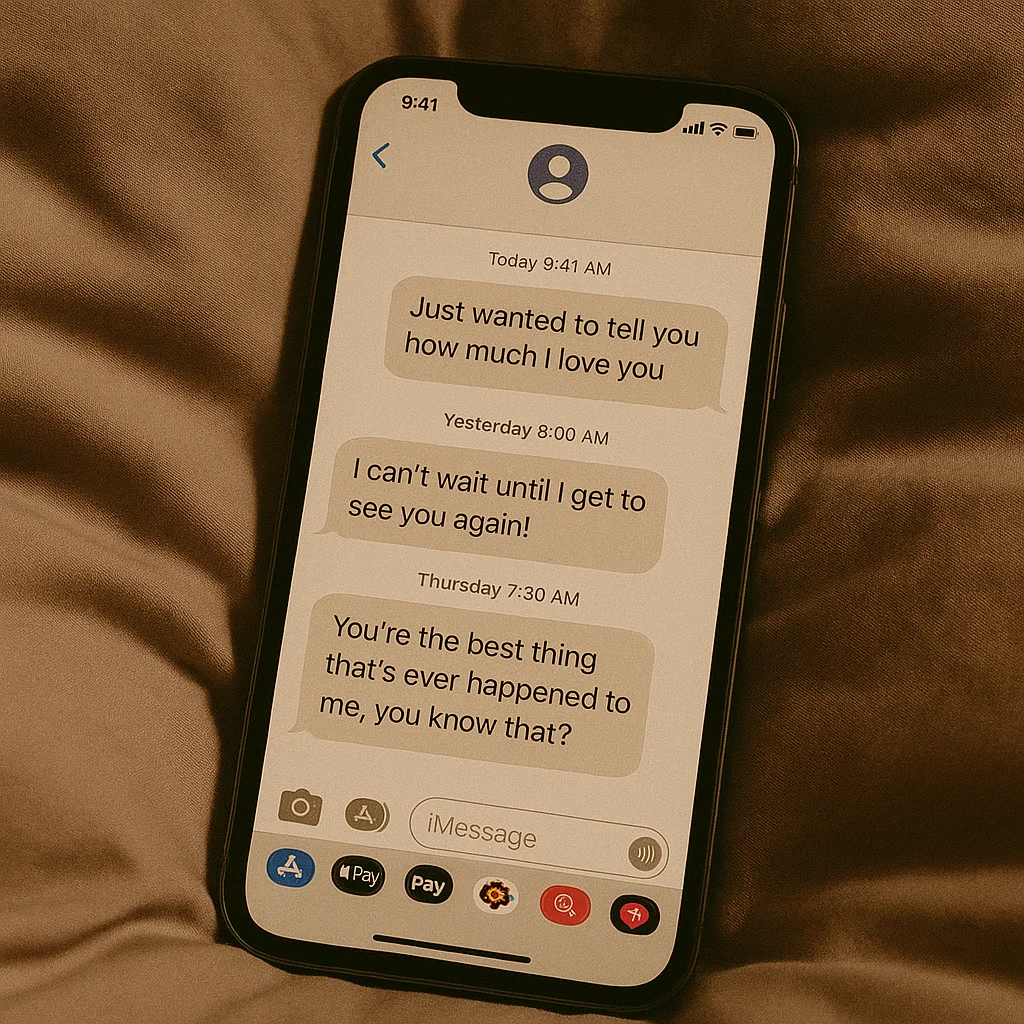 9:41
Today 9:41 AM
Just wanted to tell you
how much I love you
Yesterday 8:00 AM
I can't wait until I get to
see you again!
Thursday 7:30 AM
You're the best thing
that's ever happened to
me, you know that?
iMessage
Pay
Pay